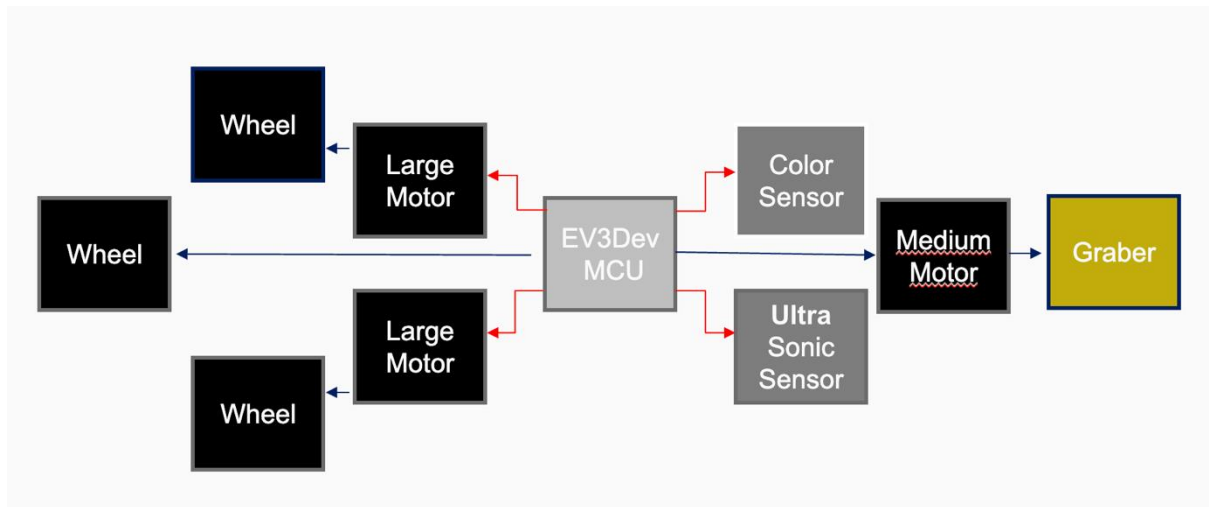 Wheel
Large
Motor
Color
Sensor
Wheel
EV3Dev
MCU
Medium
Motor
Graber
Large
Motor
Ultra
Sonic
Sensor
Wheel